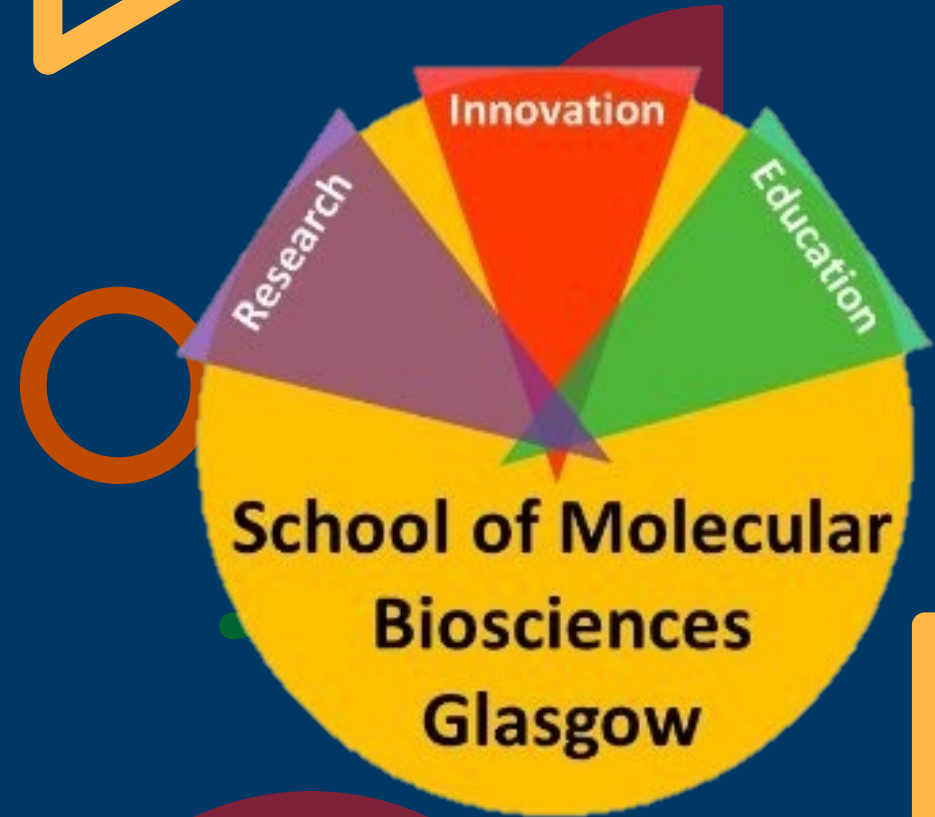 Research
Innovation
Education
School of Molecular
Biosciences
Glasgow